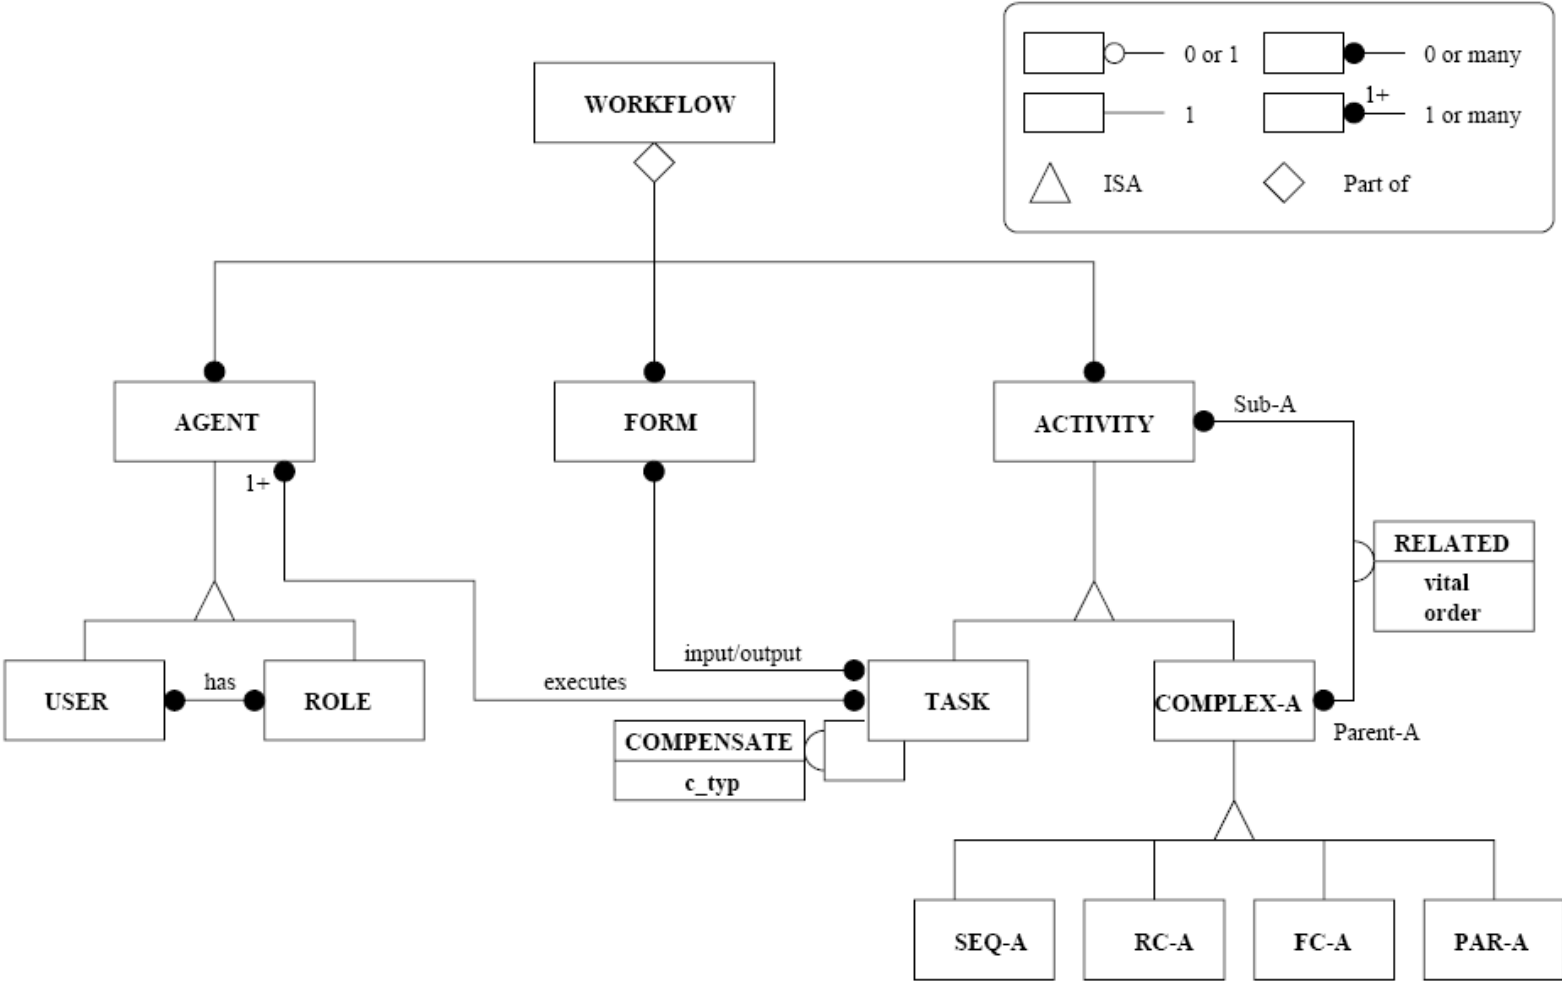 0 or 1
0 or many
WORKFLOW
1+
1
1 or many
ISA
Part of
AGENT
FORM
ACTIVITY
Sub-A
1+
RELATED
vital
order
input/output
has
executes
USER
ROLE
TASK
COMPLEX-A
Parent-A
COMPENSATE
c_typ
SEQ-A
RC-A
FC-A
PAR-A